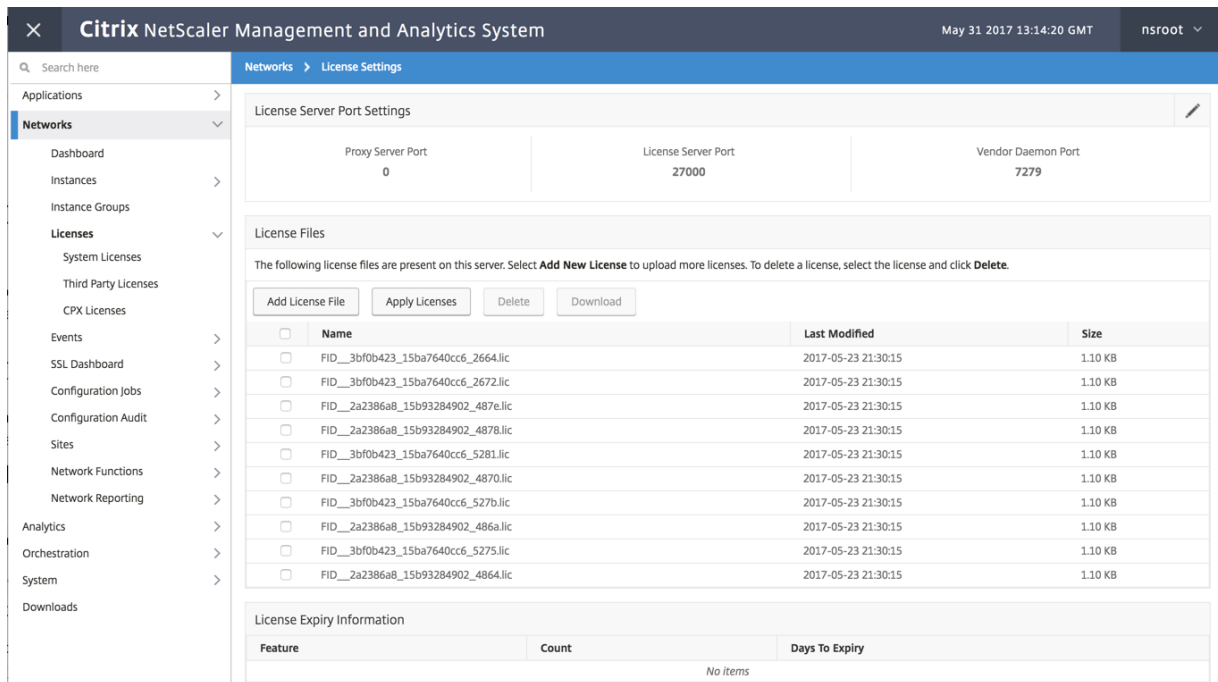 Citrix NetScaler Management and Analytics System
May 31 2017 13:14:20 GMT
nsroot
Search here
Applications
Networks
Dashboard
Instances
Instance Groups
Licenses
System Licenses
Third Party Licenses
CPX Licenses
Events
SSL Dashboard
Configuration Jobs
Configuration Audit
Sites
Network Functions
Network Reporting
Analytics
Orchestration
System
Downloads
Networks > License Settings
License Server Port Settings
Proxy Server Port License Server Port Vendor Daemon Port
0 27000 7279
License Files
The following license files are present on this server. Select Add New License to upload more licenses. To delete a license, select the license and click Delete.
Add License File Apply Licenses Delete Download
Name Last Modified Size
FID__3bf0b423_15ba7640cc6_2664.lic 2017-05-23 21:30:15 1.10 KB
FID__3bf0b423_15ba7640cc6_2672.lic 2017-05-23 21:30:15 1.10 KB
FID__2a2386a8_15b93284902_487e.lic 2017-05-23 21:30:15 1.10 KB
FID__2a2386a8_15b93284902_4878.lic 2017-05-23 21:30:15 1.10 KB
FID__3bf0b423_15ba7640cc6_5281.lic 2017-05-23 21:30:15 1.10 KB
FID__2a2386a8_15b93284902_4870.lic 2017-05-23 21:30:15 1.10 KB
FID__3bf0b423_15ba7640cc6_527b.lic 2017-05-23 21:30:15 1.10 KB
FID__2a2386a8_15b93284902_486a.lic 2017-05-23 21:30:15 1.10 KB
FID__3bf0b423_15ba7640cc6_5275.lic 2017-05-23 21:30:15 1.10 KB
FID__2a2386a8_15b93284902_4864.lic 2017-05-23 21:30:15 1.10 KB
License Expiry Information
Feature Count Days To Expiry
No items